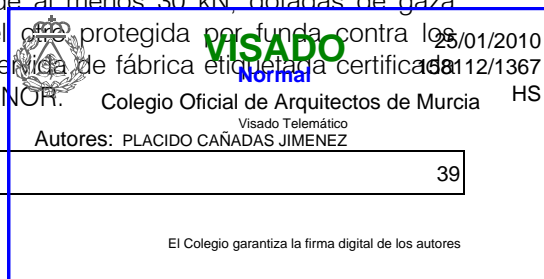 de al menos 30 kN, dotadas de gaza
el otro protegida por funda contra los
VISADO
25/01/2010
de fábrica etiquetada certificada
Normal
158112/1367
NOR.
Colegio Oficial de Arquitectos de Murcia
HS
Visado Telemático
Autores: PLACIDO CAÑADAS JIMENEZ
39
El Colegio garantiza la firma digital de los autores